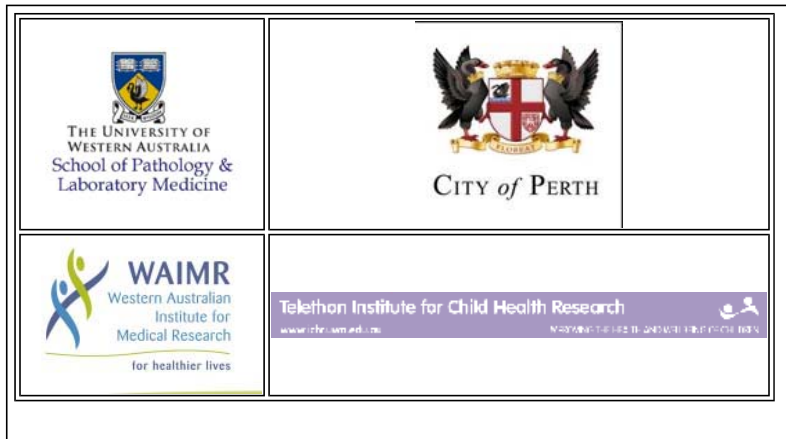 THE UNIVERSITY OF
WESTERN AUSTRALIA
School of Pathology &
Laboratory Medicine
FLOREAT
CITY of PERTH
WAIMR
Western Australian
Institute for
Medical Research
for healthier lives
Telethon Institute for Child Health Research